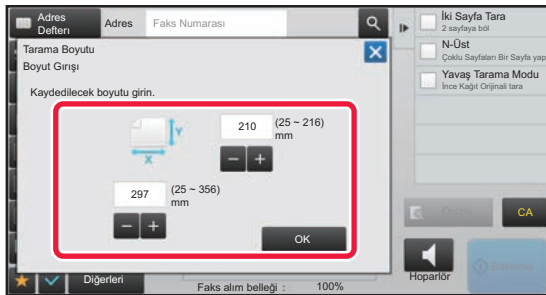 Adres Defterı
Adres
Faks Numarası
İki Sayfa Tara
2 sayfaya böl
N-Üst
Çoklu Sayfaları Bir Sayfa yap
Yavaş Tarama Modu
İnce Kağıt Orijinali tara
Tarama Boyutu
Boyut Girişi
Kaydedilecek boyutu girin.
Y
X
210
(25 ~ 216)
mm
297
(25 ~ 356)
mm
OK
CA
Hoparlör
Diğerleri
Faks alım belleği : 100%